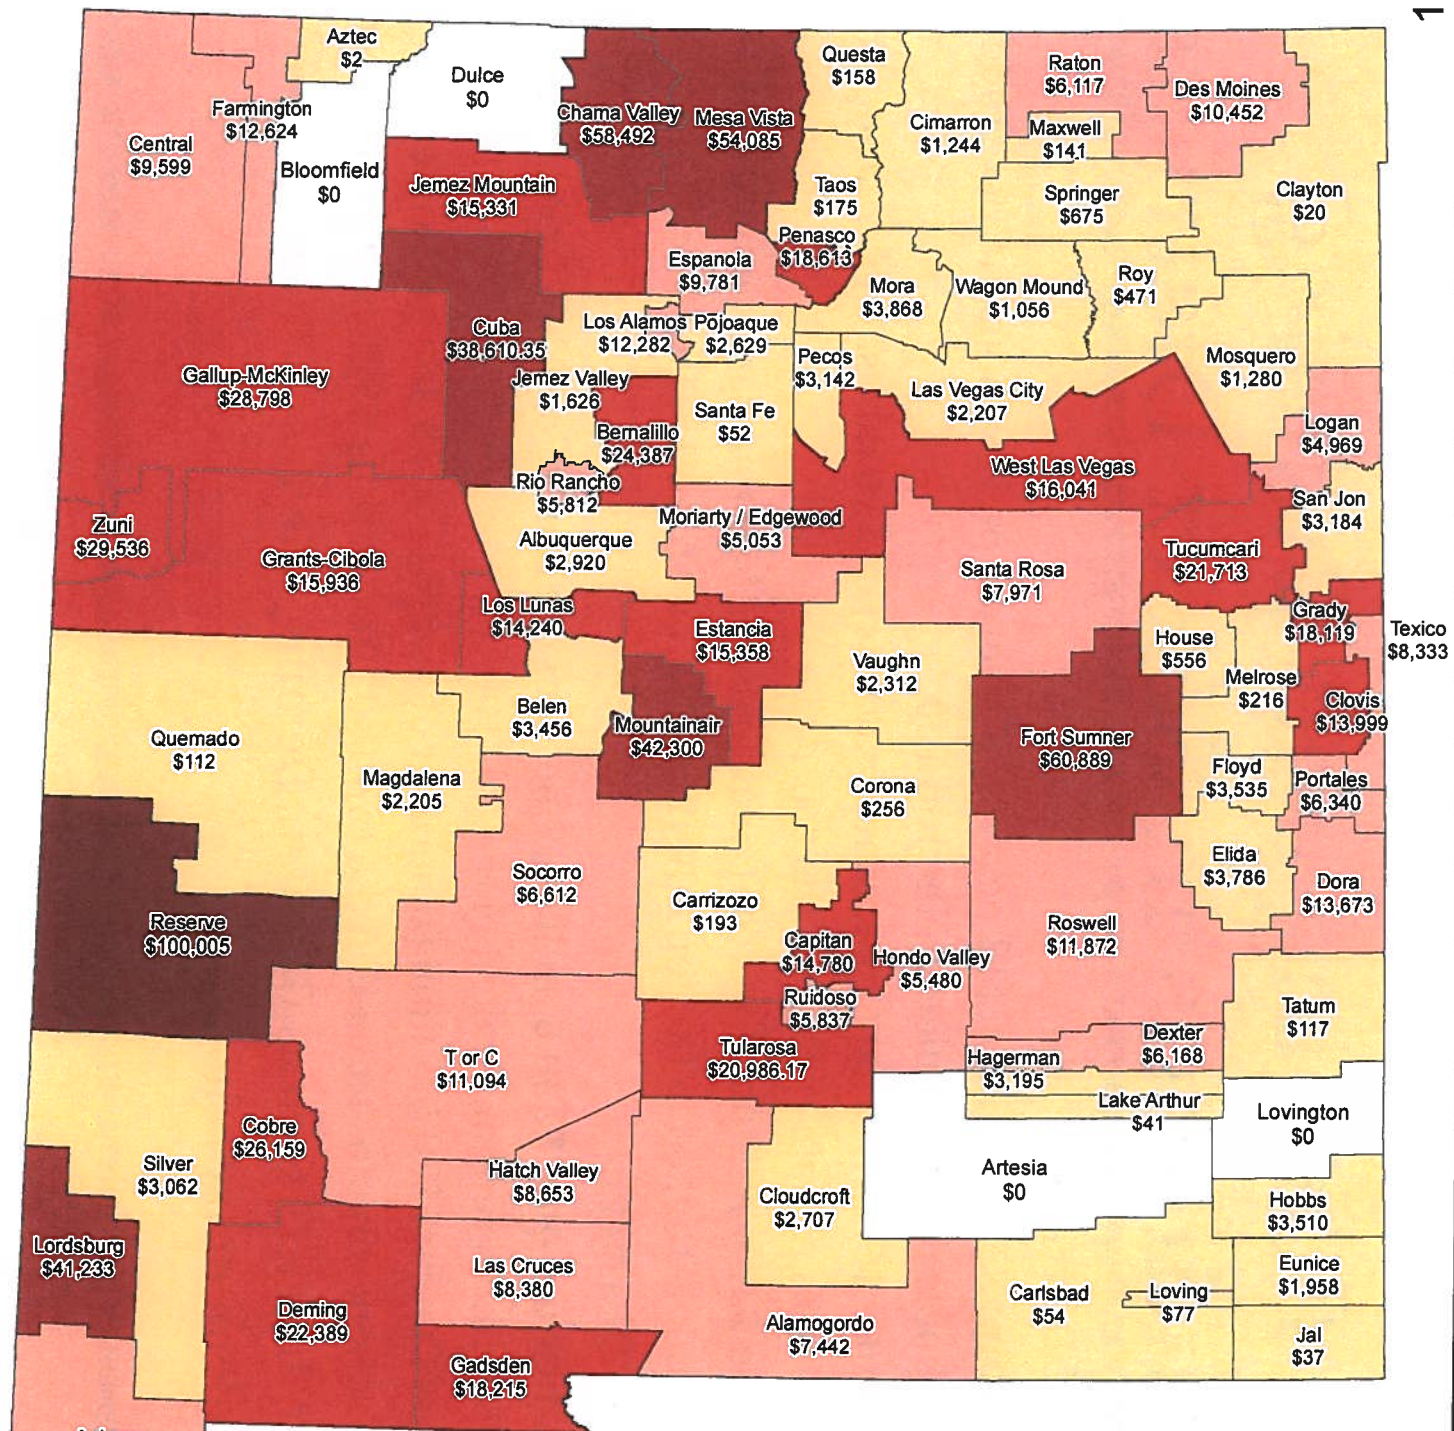 1
Aztec
$2
Dulce
$0
Questa
$158
Raton
$6,117
Des Moines
$10,452
Farmington
$12,624
Chama Valley
$58,492
Mesa Vista
$54,085
Cimarron
$1,244
Maxwell
$141
Central
$9,599
Bloomfield
$0
Jemez Mountain
$15,331
Taos
$175
Springer
$675
Clayton
$20
Penasco
$18,613
Espanola
$9,781
Mora
$3,868
Wagon Mound
$1,056
Roy
$471
Cuba
$38,610.35
Los Alamos
$12,282
Pojoaque
$2,629
Pecos
$3,142
Mosquero
$1,280
Gallup-McKinley
$28,798
Jemez Valley
$1,626
Santa Fe
$52
Las Vegas City
$2,207
Logan
$4,969
Bernalillo
$24,387
Rio Rancho
$5,812
West Las Vegas
$16,041
San Jon
$3,184
Zuni
$29,536
Grants-Cibola
$15,936
Albuquerque
$2,920
Moriarty / Edgewood
$5,053
Santa Rosa
$7,971
Tucumcari
$21,713
Los Lunas
$14,240
Estancia
$15,358
Vaughn
$2,312
House
$556
Grady
$18,119
Texico
$8,333
Melrose
$216
Clovis
$13,999
Quemado
$112
Belen
$3,456
Mountainair
$42,300
Fort Sumner
$60,889
Magdalena
$2,205
Corona
$256
Floyd
$3,535
Portales
$6,340
Socorro
$6,612
Carrizozo
$193
Elida
$3,786
Dora
$13,673
Reserve
$100,005
Capitan
$14,780
Hondo Valley
$5,480
Roswell
$11,872
Ruidoso
$5,837
Tatum
$117
T or C
$11,094
Tularosa
$20,986.17
Hagerman
$3,195
Dexter
$6,168
Lake Arthur
$41
Lovington
$0
Cobre
$26,159
Silver
$3,062
Hatch Valley
$8,653
Cloudcroft
$2,707
Artesia
$0
Hobbs
$3,510
Lordsburg
$41,233
Las Cruces
$8,380
Carlsbad
$54
Loving
$77
Eunice
$1,958
Deming
$22,389
Gadsden
$18,215
Alamogordo
$7,442
Jal
$37